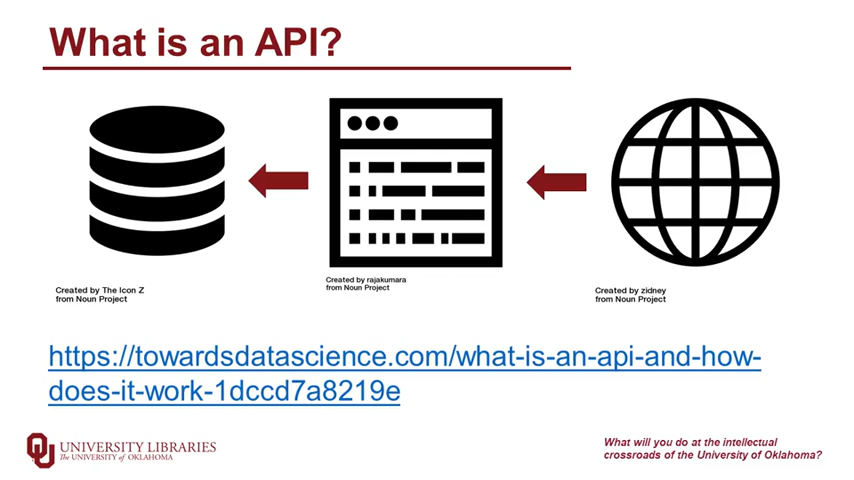 What is an API?
Created by The Icon Z
from Noun Project
Created by rajakumara
from Noun Project
Created by zidney
from Noun Project
https://towardsdatascience.com/what-is-an-api-and-how-
does-it-work-1dccd7a8219e
OU
UNIVERSITY LIBRARIES
The UNIVERSITY of OKLAHOMA
What will you do at the intellectual
crossroads of the University of Oklahoma?